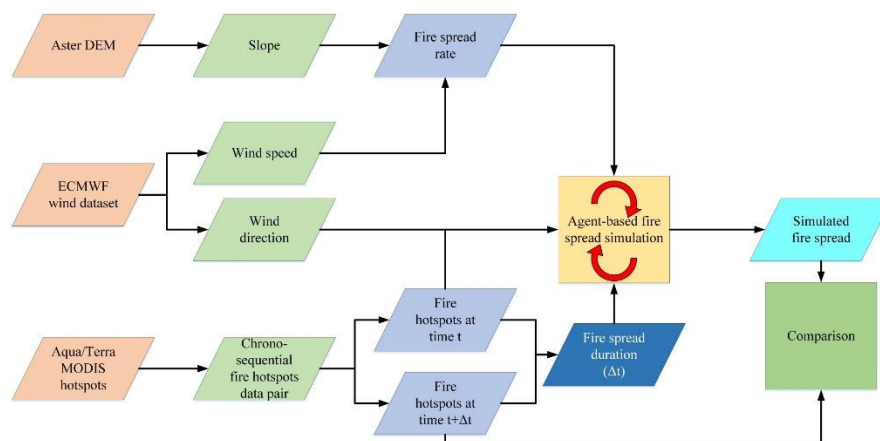 Aster DEM
Slope
Fire spread
rate
Wind speed
ECMWF
wind dataset
Wind
direction
Agent-based fire
spread simulation
Simulated
fire spread
Fire
hotspots at
time t
Aqua/Terra
MODIS
hotspots
Chrono-
sequential
fire hotspots
data pair
Fire spread
duration
(Δt)
Comparison
Fire
hotspots at
time t+Δt